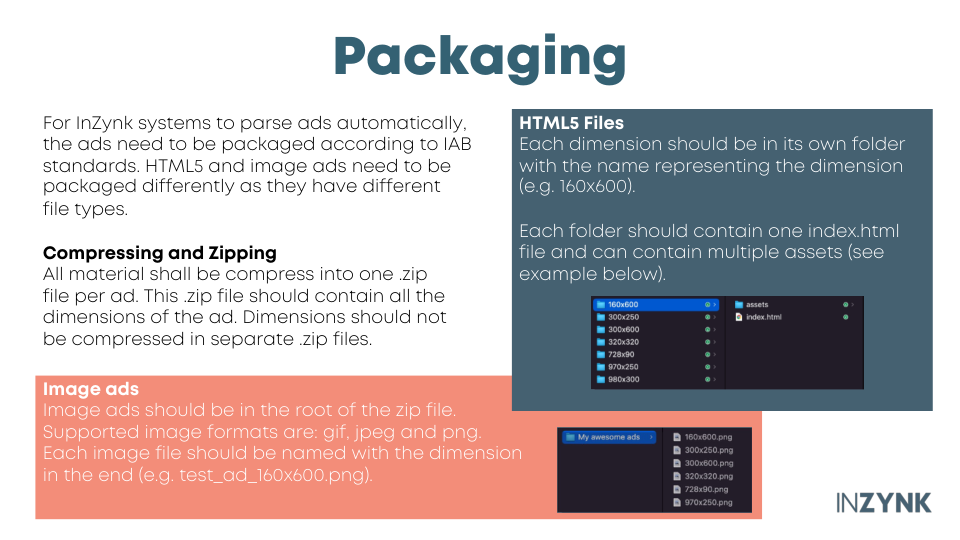 Packaging
For InZynk systems to parse ads automatically,
the ads need to be packaged according to IAB
standards. HTML5 and image ads need to be
packaged differently as they have different
file types.
Compressing and Zipping
All material shall be compress into one .zip
file per ad. This .zip file should contain all the
dimensions of the ad. Dimensions should not
be compressed in separate .zip files.
HTML5 Files
Each dimension should be in its own folder
with the name representing the dimension
(e.g. 160x600).
Each folder should contain one index.html
file and can contain multiple assets (see
example below).
160x600
300x250
300x600
320x320
728x90
970x250
980x300
assets
index.html
Image ads
Image ads should be in the root of the zip file.
Supported image formats are: gif, jpeg and png.
Each image file should be named with the dimension
in the end (e.g. test_ad_160x600.png).
My awesome ads
160x600.png
300x250.png
300x600.png
320x320.png
728x90.png
970x250.png
INZYNK